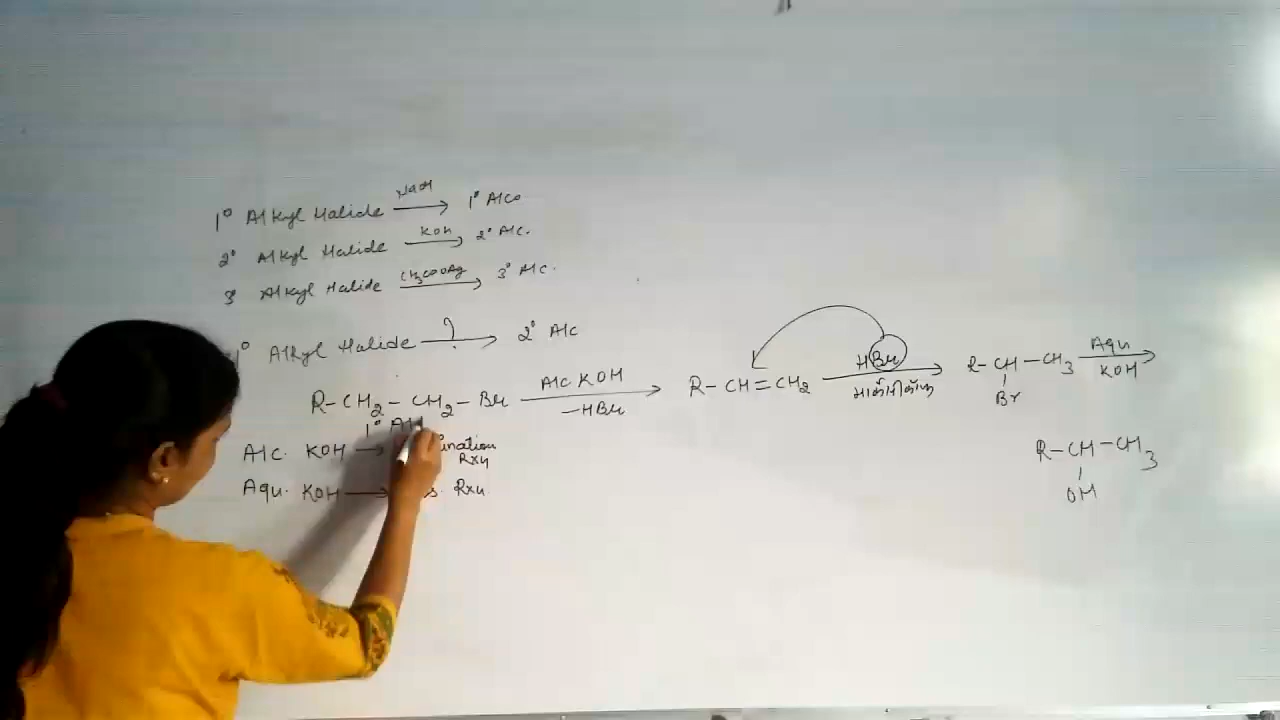 NaOH
1° Alkyl Halide → 1° Alco
KOH
2° Alkyl Halide → 2° Alc.
CH3COOAg
3° Alkyl Halide → 3° Alc.
?
1° Alkyl Halide → 2° Alc
R-CH2-CH2-Br Alc KOH → -HBr R-CH=CH2 HBr → R-CH-CH3 Aqu KOH →
Br
1° Al
Alc. KOH →
Rxn
Aqu. KOH → Rxn.
R-CH-CH3
OH